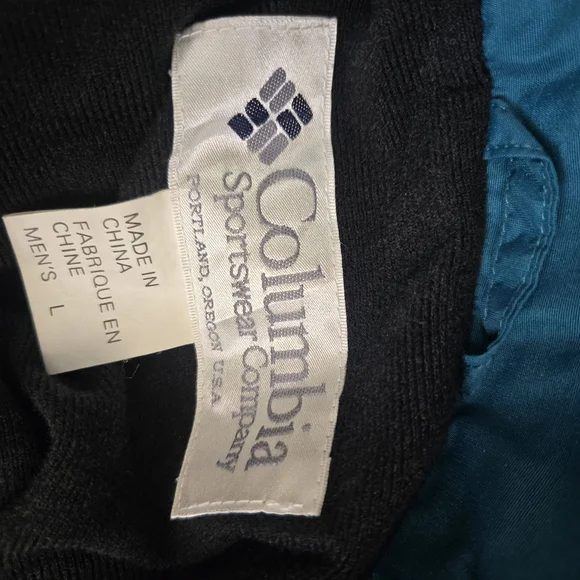 Columbia
Sportswear Company
PORTLAND, OREGON U.S.A.
MADE IN
CHINA
FABRIQUE EN
CHINE
MEN'S L